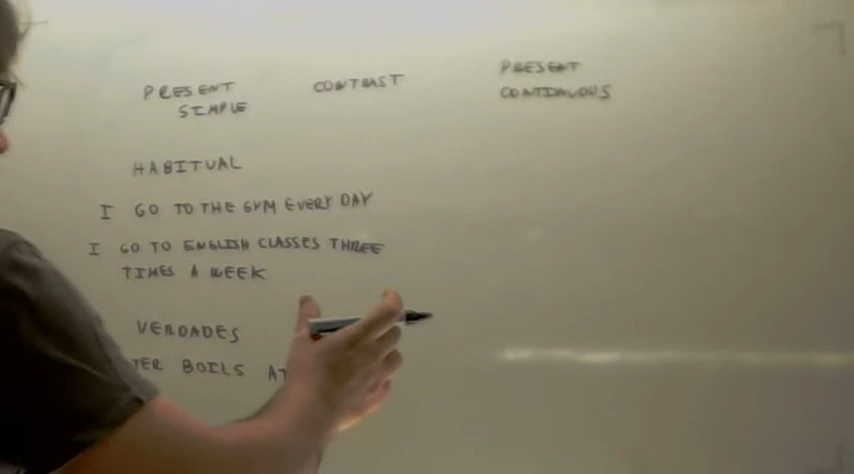 PRESENT SIMPLE
CONTRAST
PRESENT CONTINUOUS
HABITUAL
I GO TO THE GYM EVERY DAY
I GO TO ENGLISH CLASSES THREE
TIMES A WEEK
VERDADES
BOILS AT